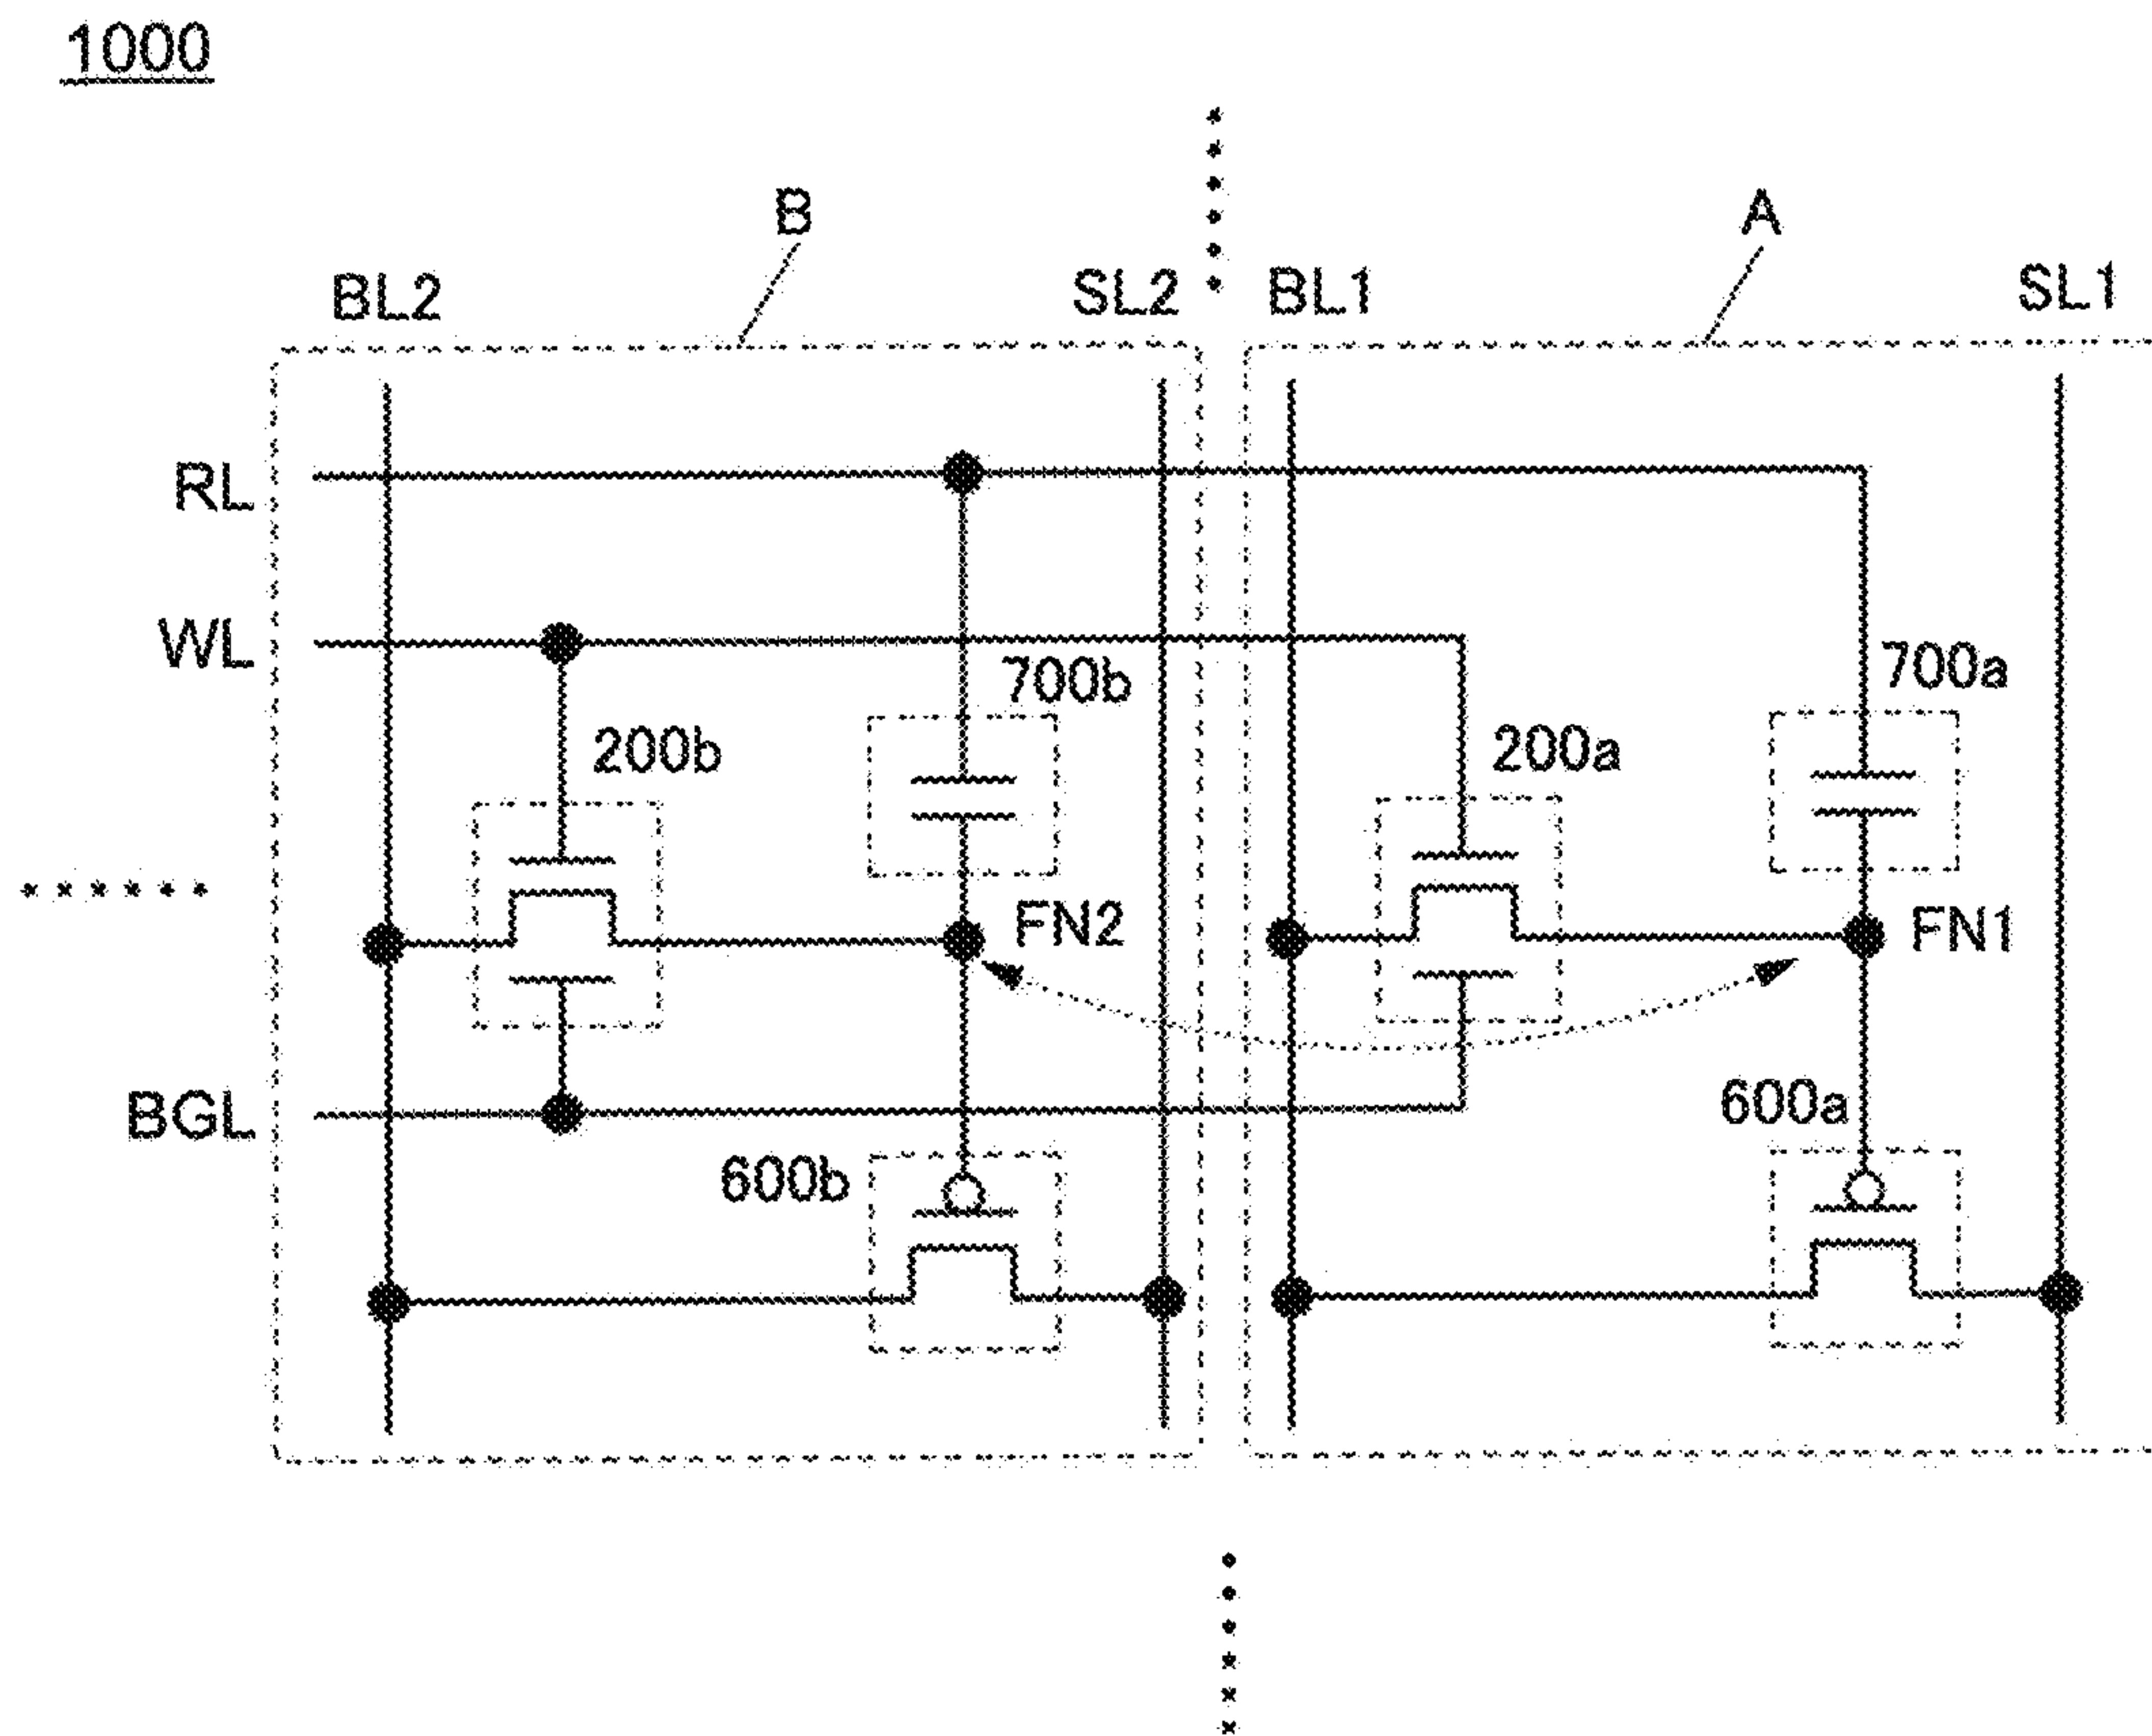 1000
B
A
BL2
SL2
BL1
SL1
RL
WL
700b
700a
200b
200a
FN2
FN1
BGL
600a
600b